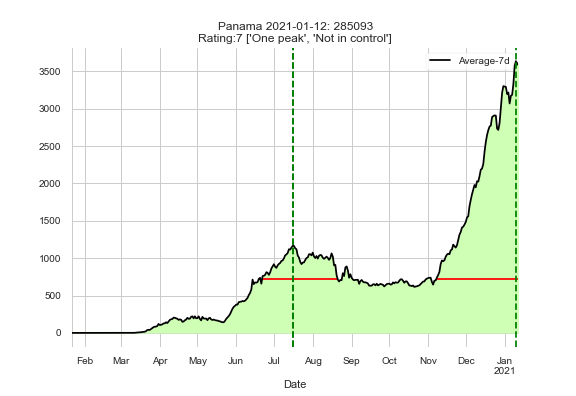 Panama 2021-01-12: 285093
Rating:7 ['One peak', 'Not in control']
Average-7d
3500
3000
2500
2000
1500
1000
500
0
Feb Mar Apr May Jun Jul Aug Sep Oct Nov Dec Jan
2021
Date